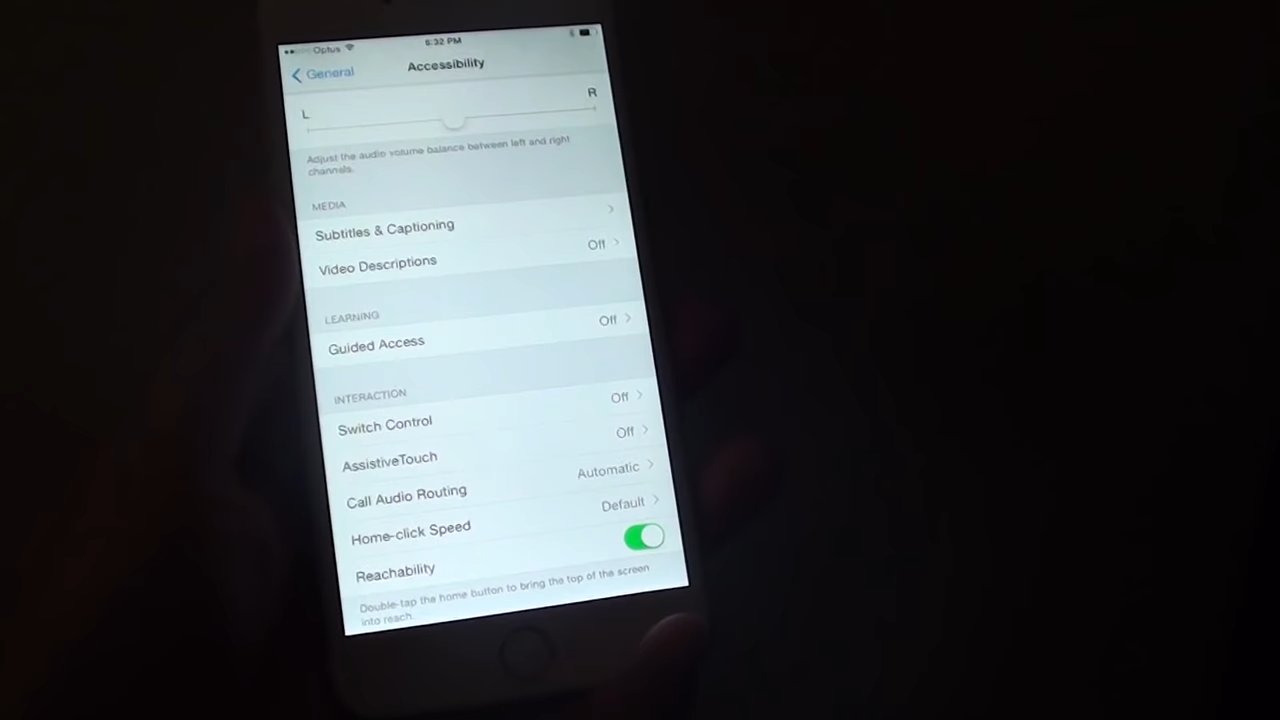 Optus 6:32 PM
General Accessibility
L R
Adjust the audio volume balance between left and right
channels.
MEDIA
Subtitles & Captioning
Video Descriptions Off
LEARNING
Guided Access Off
INTERACTION
Switch Control Off
AssistiveTouch Off
Call Audio Routing Automatic
Home-click Speed Default
Reachability
Double-tap the home button to bring the top of the screen
into reach.